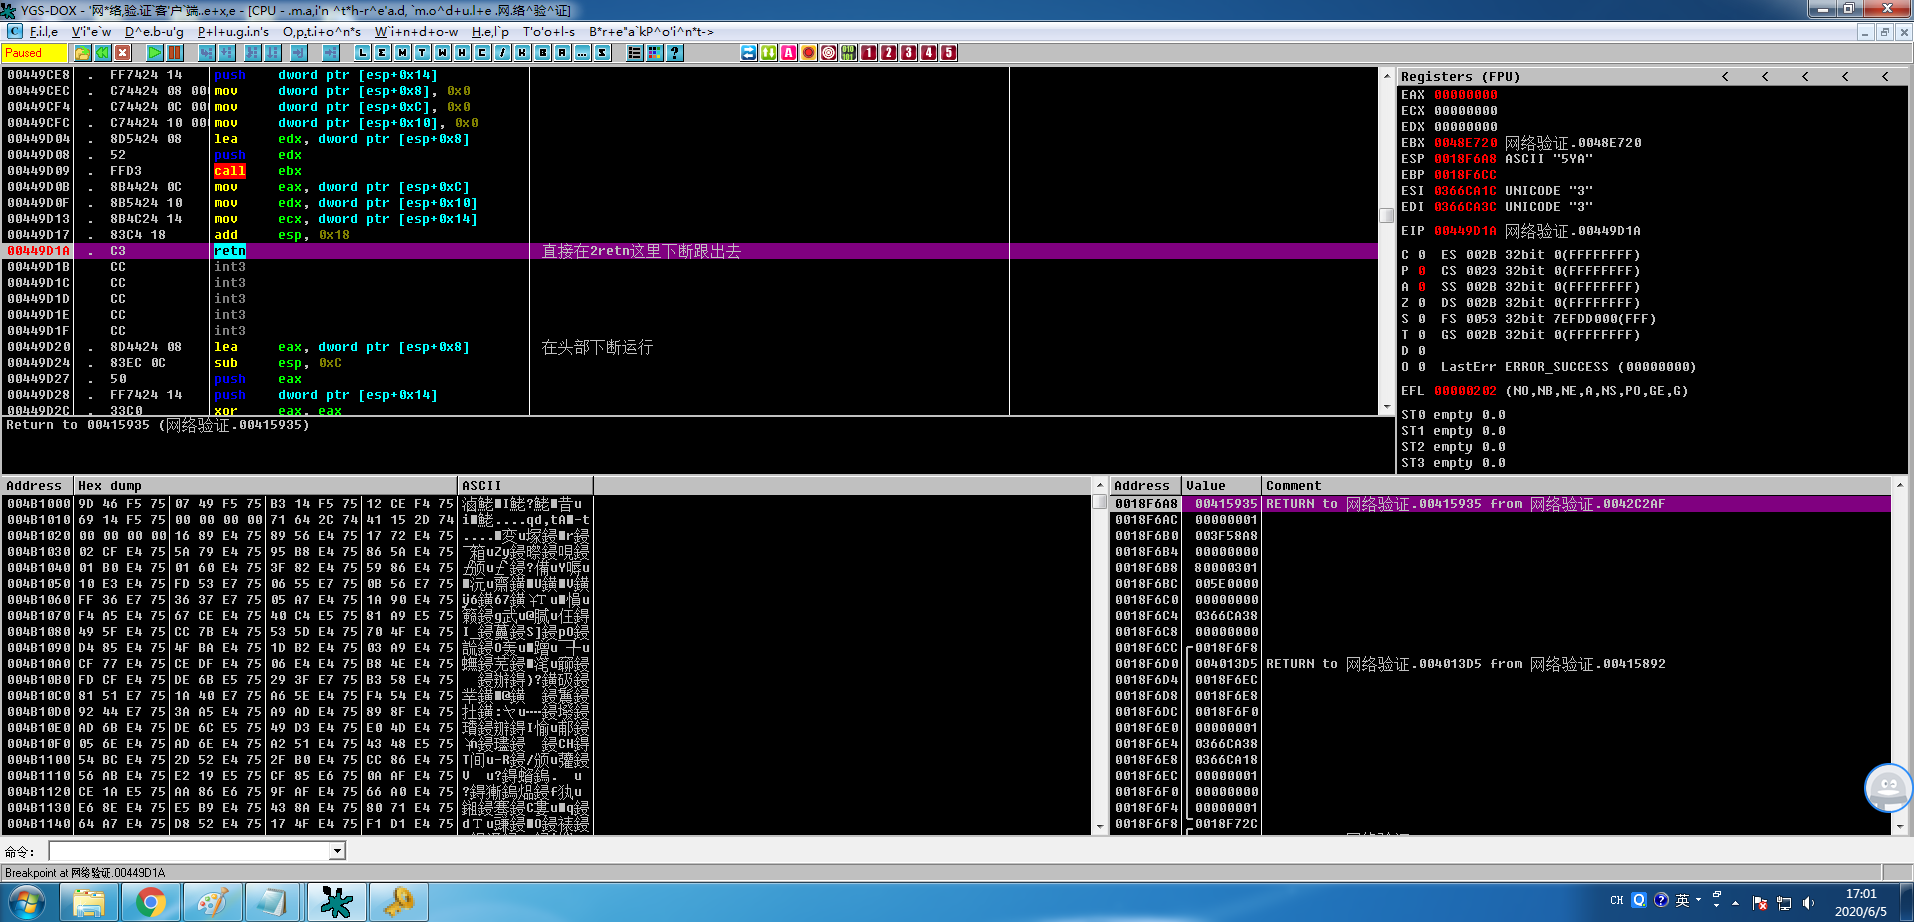 YGS-DOX - '网*络,验.证`客'户`端..e+x,e - [CPU - .m.a,i'n ^t*h-r^e'a.d, `m.o^d+u.l+e .网.络^验^证]
F.i.l,e V'i"e`w D^e.b-u'g P+l+u.g.i.n's O,p,t.i+o^n*s W`i+n+d+o-w H.e,l`p T'o'o+l-s B*r+e"a`kP^o'i^n*t->
Paused L E M T W H C / K B R ... S ? A 1 2 3 4 5
00449CE8 . FF7424 14 push dword ptr [esp+0x14]
00449CEC . C74424 08 00 mov dword ptr [esp+0x8], 0x0
00449CF4 . C74424 0C 00 mov dword ptr [esp+0xC], 0x0
00449CFC . C74424 10 00 mov dword ptr [esp+0x10], 0x0
00449D04 . 8D5424 08 lea edx, dword ptr [esp+0x8]
00449D08 . 52 push edx
00449D09 . FFD3 call ebx
00449D0B . 8B4424 0C mov eax, dword ptr [esp+0xC]
00449D0F . 8B5424 10 mov edx, dword ptr [esp+0x10]
00449D13 . 8B4C24 14 mov ecx, dword ptr [esp+0x14]
00449D17 . 83C4 18 add esp, 0x18
00449D1A . C3 retn 直接在2retn这里下断跟出去
00449D1B CC int3
00449D1C CC int3
00449D1D CC int3
00449D1E CC int3
00449D1F CC int3
00449D20 . 8D4424 08 lea eax, dword ptr [esp+0x8] 在头部下断运行
00449D24 . 83EC 0C sub esp, 0xC
00449D27 . 50 push eax
00449D28 . FF7424 14 push dword ptr [esp+0x14]
00449D2C . 33C0 xor eax, eax
Return to 00415935 (网络验证.00415935)
Registers (FPU) < < < < <
EAX 00000000
ECX 00000000
EDX 00000000
EBX 0048E720 网络验证.0048E720
ESP 0018F6A8 ASCII "5YA"
EBP 0018F6CC
ESI 0366CA1C UNICODE "3"
EDI 0366CA3C UNICODE "3"
EIP 00449D1A 网络验证.00449D1A
C 0 ES 002B 32bit 0(FFFFFFFF)
P 0 CS 0023 32bit 0(FFFFFFFF)
A 0 SS 002B 32bit 0(FFFFFFFF)
Z 0 DS 002B 32bit 0(FFFFFFFF)
S 0 FS 0053 32bit 7EFDD000(FFF)
T 0 GS 002B 32bit 0(FFFFFFFF)
D 0
O 0 LastErr ERROR_SUCCESS (00000000)
EFL 00000202 (NO,NB,NE,A,NS,PO,GE,G)
ST0 empty 0.0
ST1 empty 0.0
ST2 empty 0.0
ST3 empty 0.0
Address Hex dump ASCII
004B1000 9D 46 F5 75 07 49 F5 75 B3 14 F5 75 12 CE F4 75
004B1010 69 14 F5 75 00 00 00 00 71 64 2C 74 41 15 2D 74
004B1020 00 00 00 00 16 89 E4 75 89 56 E4 75 17 72 E4 75
004B1030 02 CF E4 75 5A 79 E4 75 95 B8 E4 75 86 5A E4 75
004B1040 01 B0 E4 75 01 60 E4 75 3F 82 E4 75 59 86 E4 75
004B1050 10 E3 E4 75 FD 53 E7 75 06 55 E7 75 0B 56 E7 75
004B1060 FF 36 E7 75 36 37 E7 75 05 A7 E4 75 1A 90 E4 75
004B1070 F4 A5 E4 75 67 CE E4 75 40 C4 E5 75 81 A9 E5 75
004B1080 49 5F E4 75 CC 7B E4 75 53 5D E4 75 70 4F E4 75
004B1090 D4 85 E4 75 4F BA E4 75 1D B2 E4 75 03 A9 E4 75
004B10A0 CF 77 E4 75 CE DF E4 75 06 E4 E4 75 B8 4E E4 75
004B10B0 FD CF E4 75 DE 6B E5 75 29 3F E7 75 B3 58 E4 75
004B10C0 81 51 E7 75 1A 40 E7 75 A6 5E E4 75 F4 54 E4 75
004B10D0 92 44 E7 75 3A A5 E4 75 A9 AD E4 75 89 8F E4 75
004B10E0 AD 6B E4 75 DE 6C E5 75 49 D3 E4 75 E0 4D E4 75
004B10F0 05 6E E4 75 AD 6E E4 75 A2 51 E4 75 43 48 E5 75
004B1100 54 BC E4 75 2D 52 E4 75 2F B0 E4 75 CC 86 E4 75
004B1110 56 AB E4 75 E2 19 E5 75 CF 85 E6 75 0A AF E4 75
004B1120 CE 1A E5 75 AA 86 E6 75 9F AF E4 75 66 A0 E4 75
004B1130 E6 8E E4 75 E5 B9 E4 75 43 8A E4 75 80 71 E4 75
004B1140 64 A7 E4 75 D8 52 E4 75 17 4F E4 75 F1 D1 E4 75
Address Value Comment
0018F6A8 00415935 RETURN to 网络验证.00415935 from 网络验证.0042C2AF
0018F6AC 00000001
0018F6B0 003F58A8
0018F6B4 00000000
0018F6B8 80000301
0018F6BC 005E0000
0018F6C0 00000000
0018F6C4 0366CA38
0018F6C8 00000000
0018F6CC 0018F6F8
0018F6D0 004013D5 RETURN to 网络验证.004013D5 from 网络验证.00415892
0018F6D4 0018F6EC
0018F6D8 0018F6E8
0018F6DC 0018F6F0
0018F6E0 00000001
0018F6E4 0366CA38
0018F6E8 0366CA18
0018F6EC 00000001
0018F6F0 00000000
0018F6F4 00000001
0018F6F8 0018F72C
命令:
Breakpoint at 网络验证.00449D1A
CH 英 17:01
2020/6/5